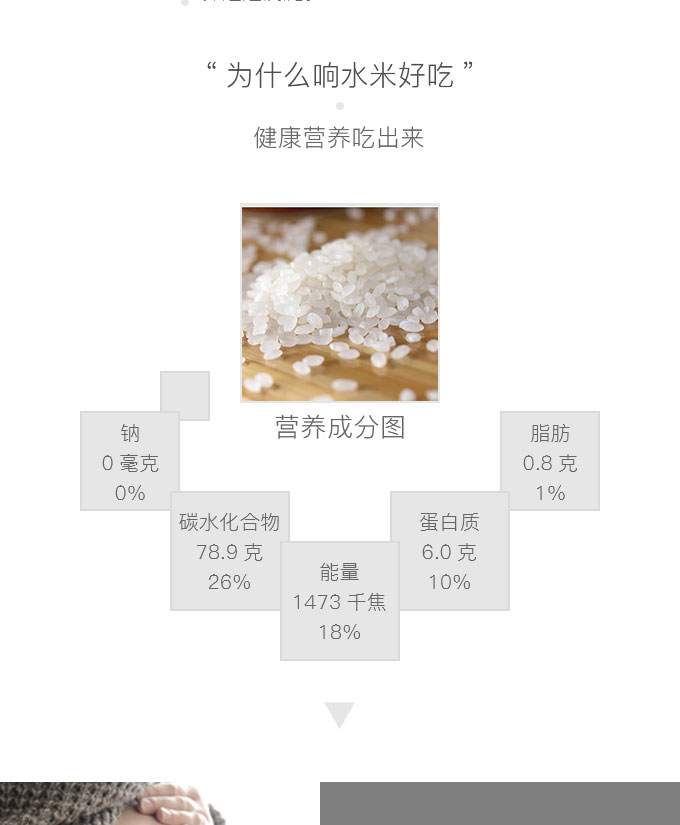 “ 为什么响水米好吃 ”
健康营养吃出来
营养成分图
钠
0 毫克
0%
碳水化合物
78.9 克
26%
能量
1473 千焦
18%
蛋白质
6.0 克
10%
脂肪
0.8 克
1%